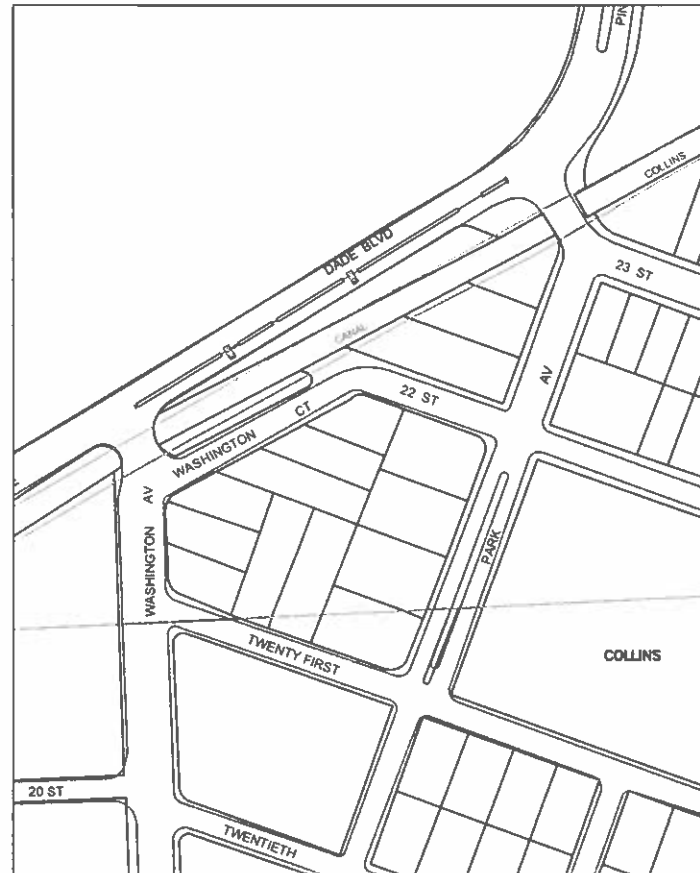 PIN
COLLINS
DADE BLVD
23 ST
CANAL
AV
22 ST
WASHINGTON CT
WASHINGTON AV
PARK
TWENTY FIRST
COLLINS
20 ST
TWENTIETH